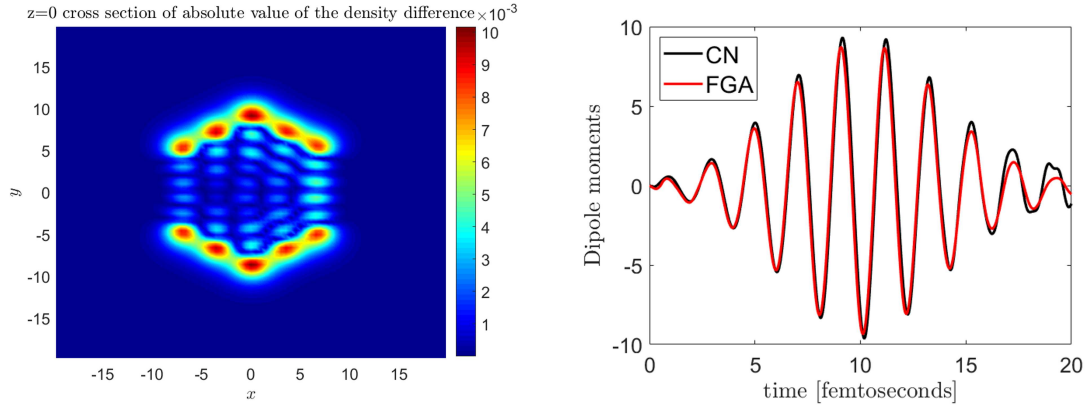 z=0 cross section of absolute value of the density difference
×10⁻³
15
10
5
0
-5
-10
-15
y
-15 -10 -5 0 5 10 15
x
10
9
8
7
6
5
4
3
2
1
CN
FGA
10
5
0
-5
-10
Dipole moments
0 5 10 15 20
time [femtoseconds]